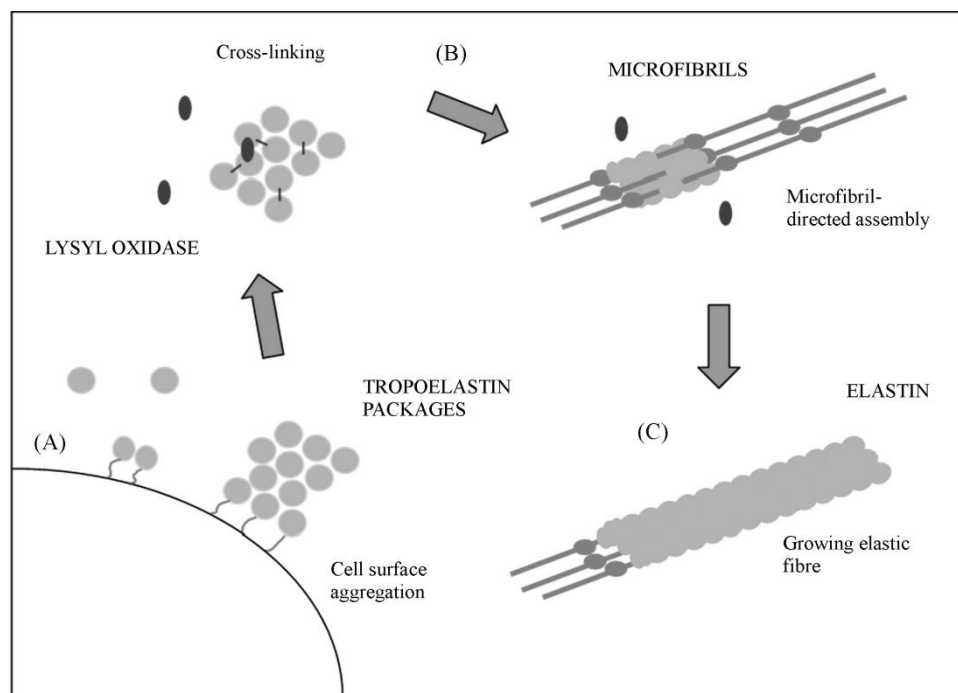 Cross-linking
(B)
MICROFIBRILS
Microfibril-
directed assembly
LYSYL OXIDASE
TROPOELASTIN
PACKAGES
ELASTIN
(A)
(C)
Cell surface
aggregation
Growing elastic
fibre